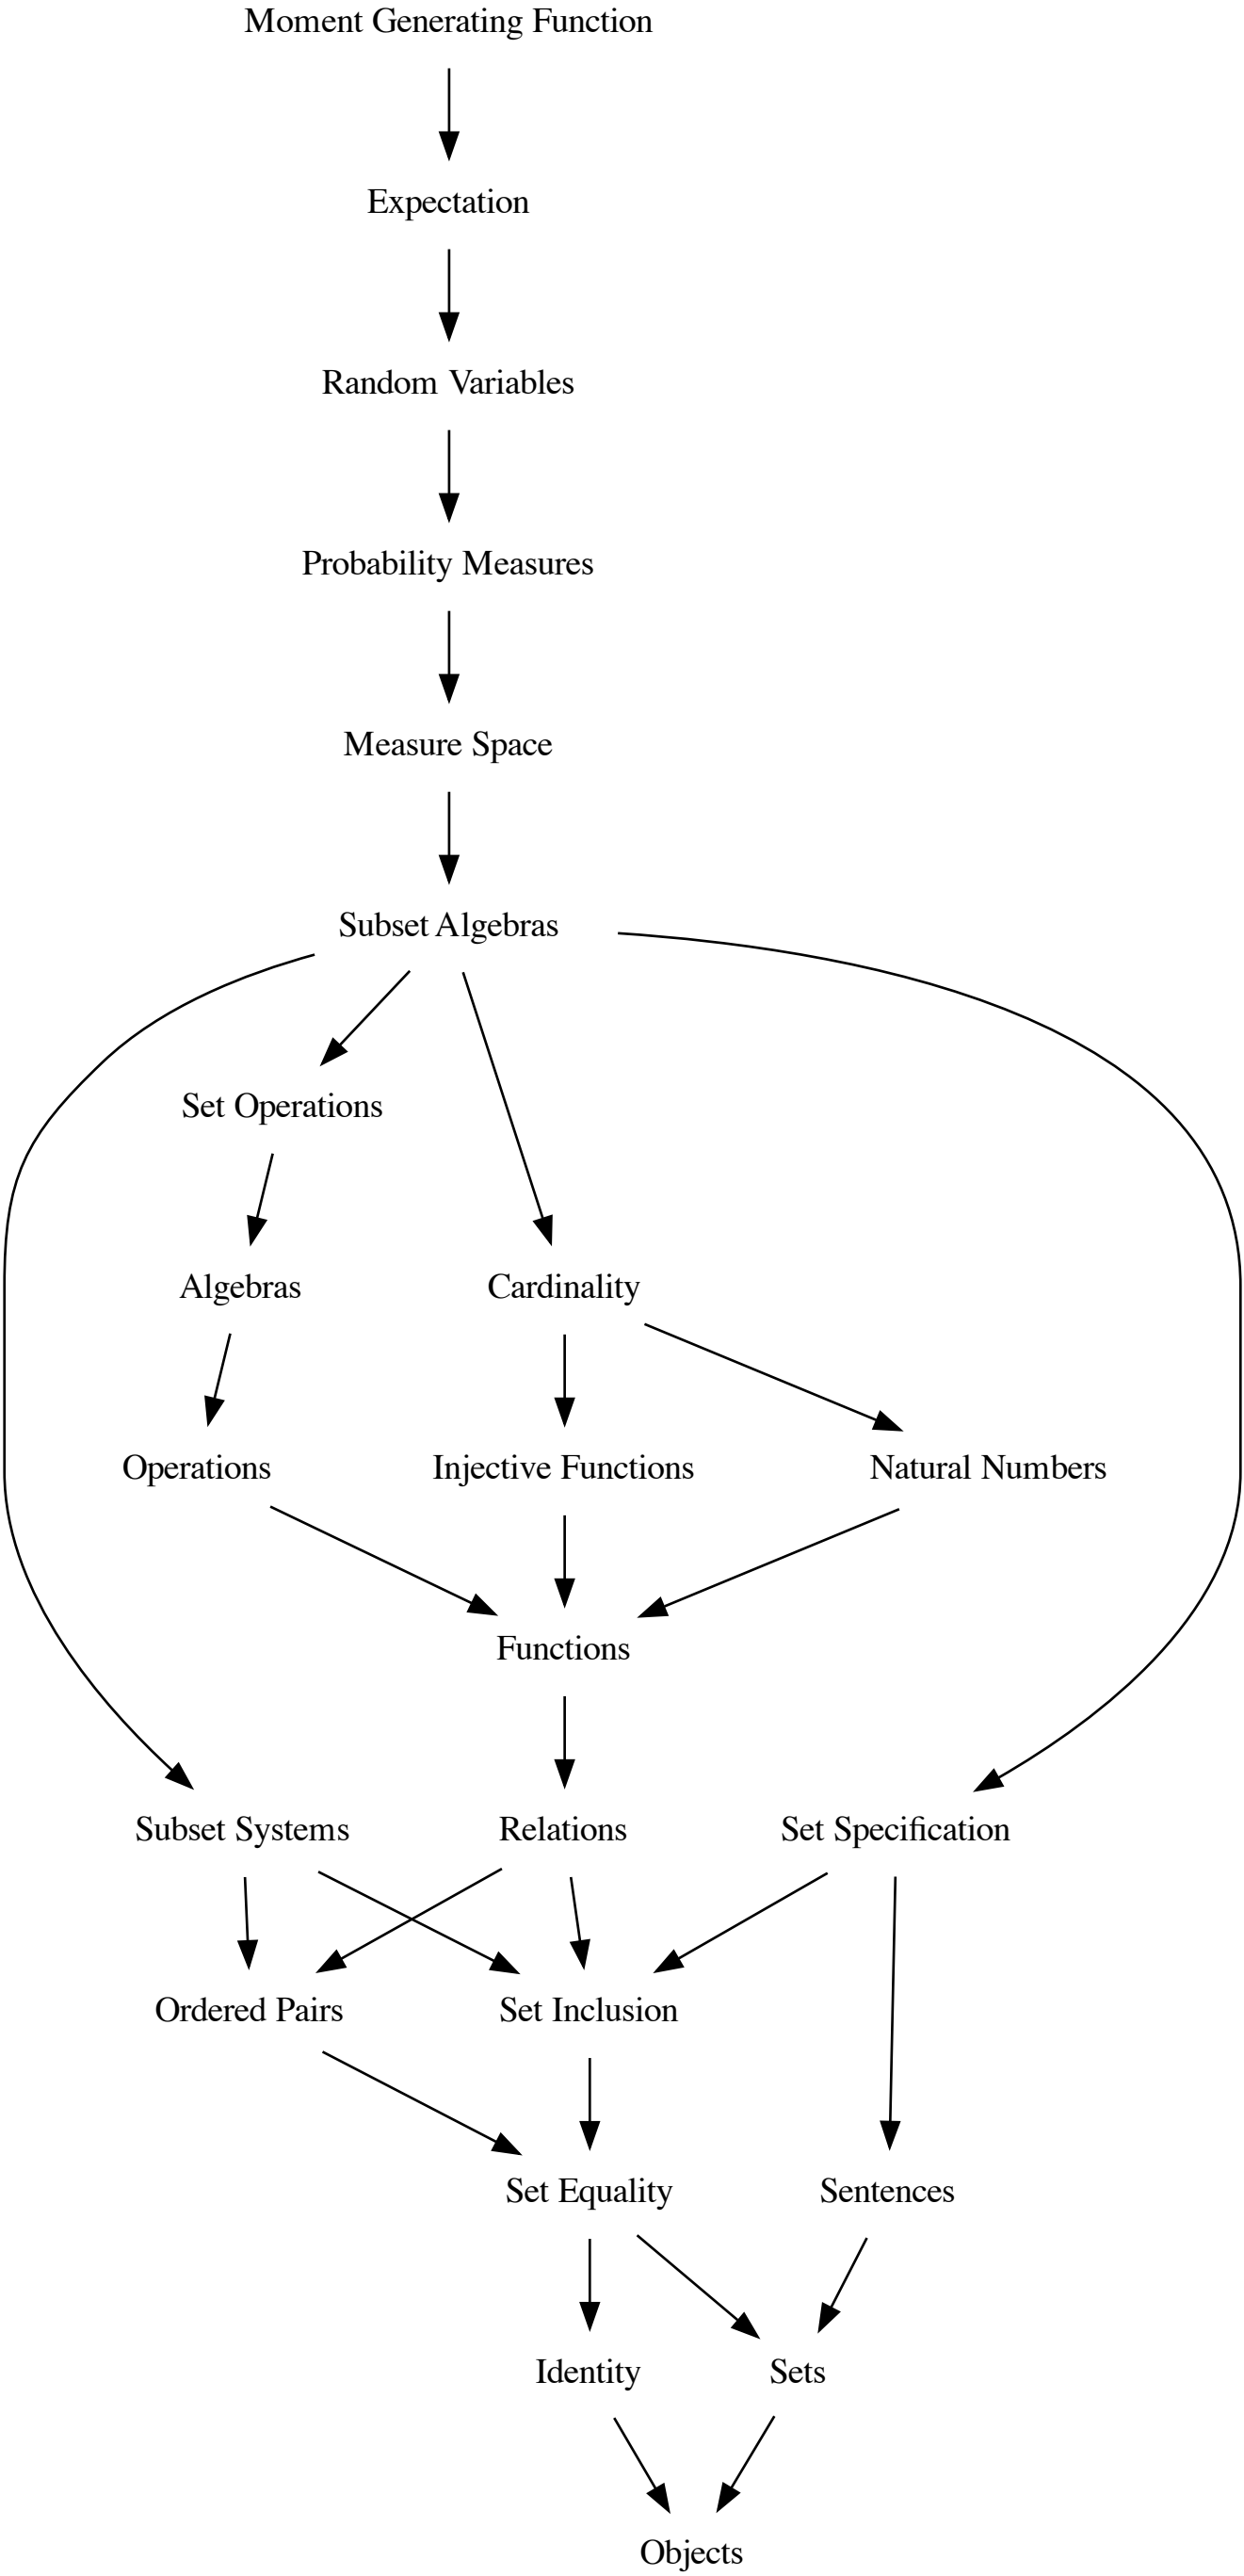 Moment Generating Function
Expectation
Random Variables
Probability Measures
Measure Space
Subset Algebras
Set Operations
Algebras
Cardinality
Operations
Injective Functions
Natural Numbers
Functions
Subset Systems
Relations
Set Specification
Ordered Pairs
Set Inclusion
Set Equality
Sentences
Identity
Sets
Objects